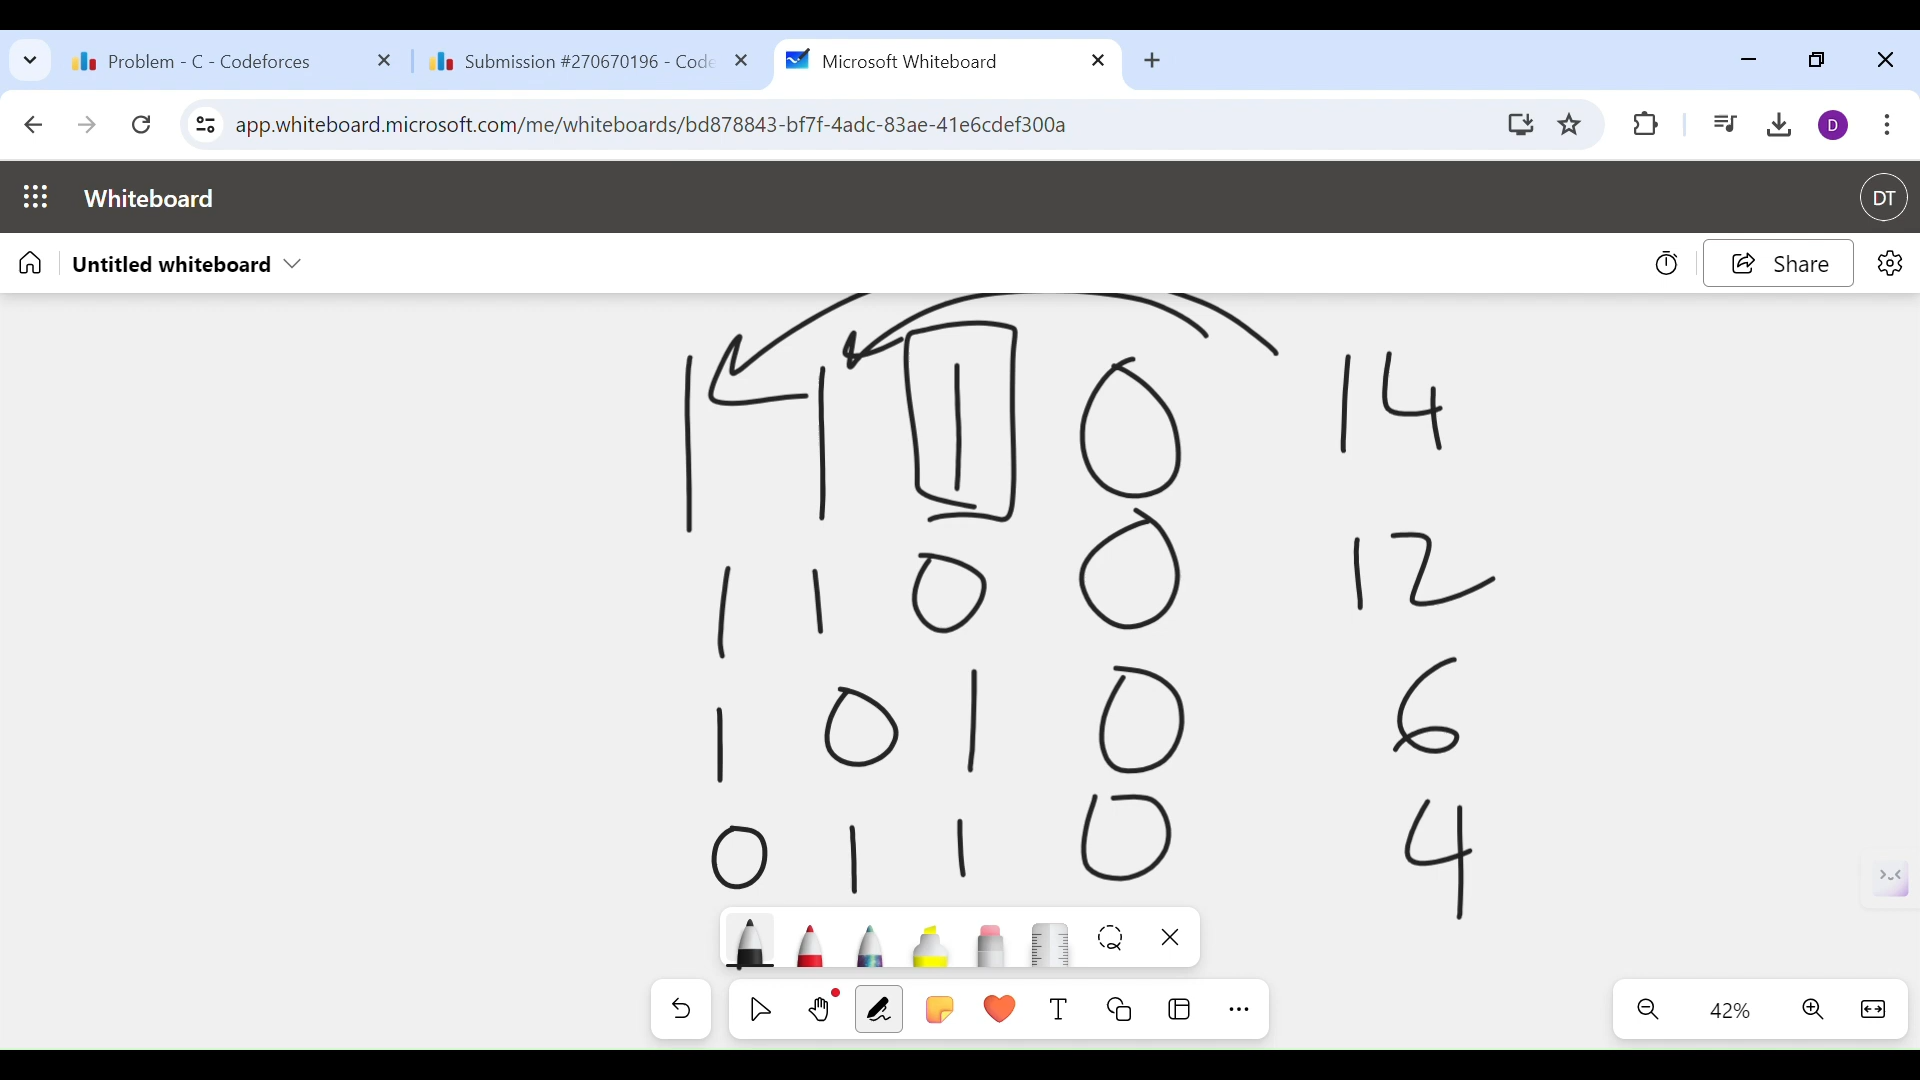 Problem - C - Codeforces
Submission #270670196 - Code
Microsoft Whiteboard
app.whiteboard.microsoft.com/me/whiteboards/bd878843-bf7f-4adc-83ae-41e6cdef300a
D
Whiteboard
DT
Untitled whiteboard
Share
1 1 1 0 14
1 1 0 0 12
1 0 1 0 6
0 1 1 0 4
42%